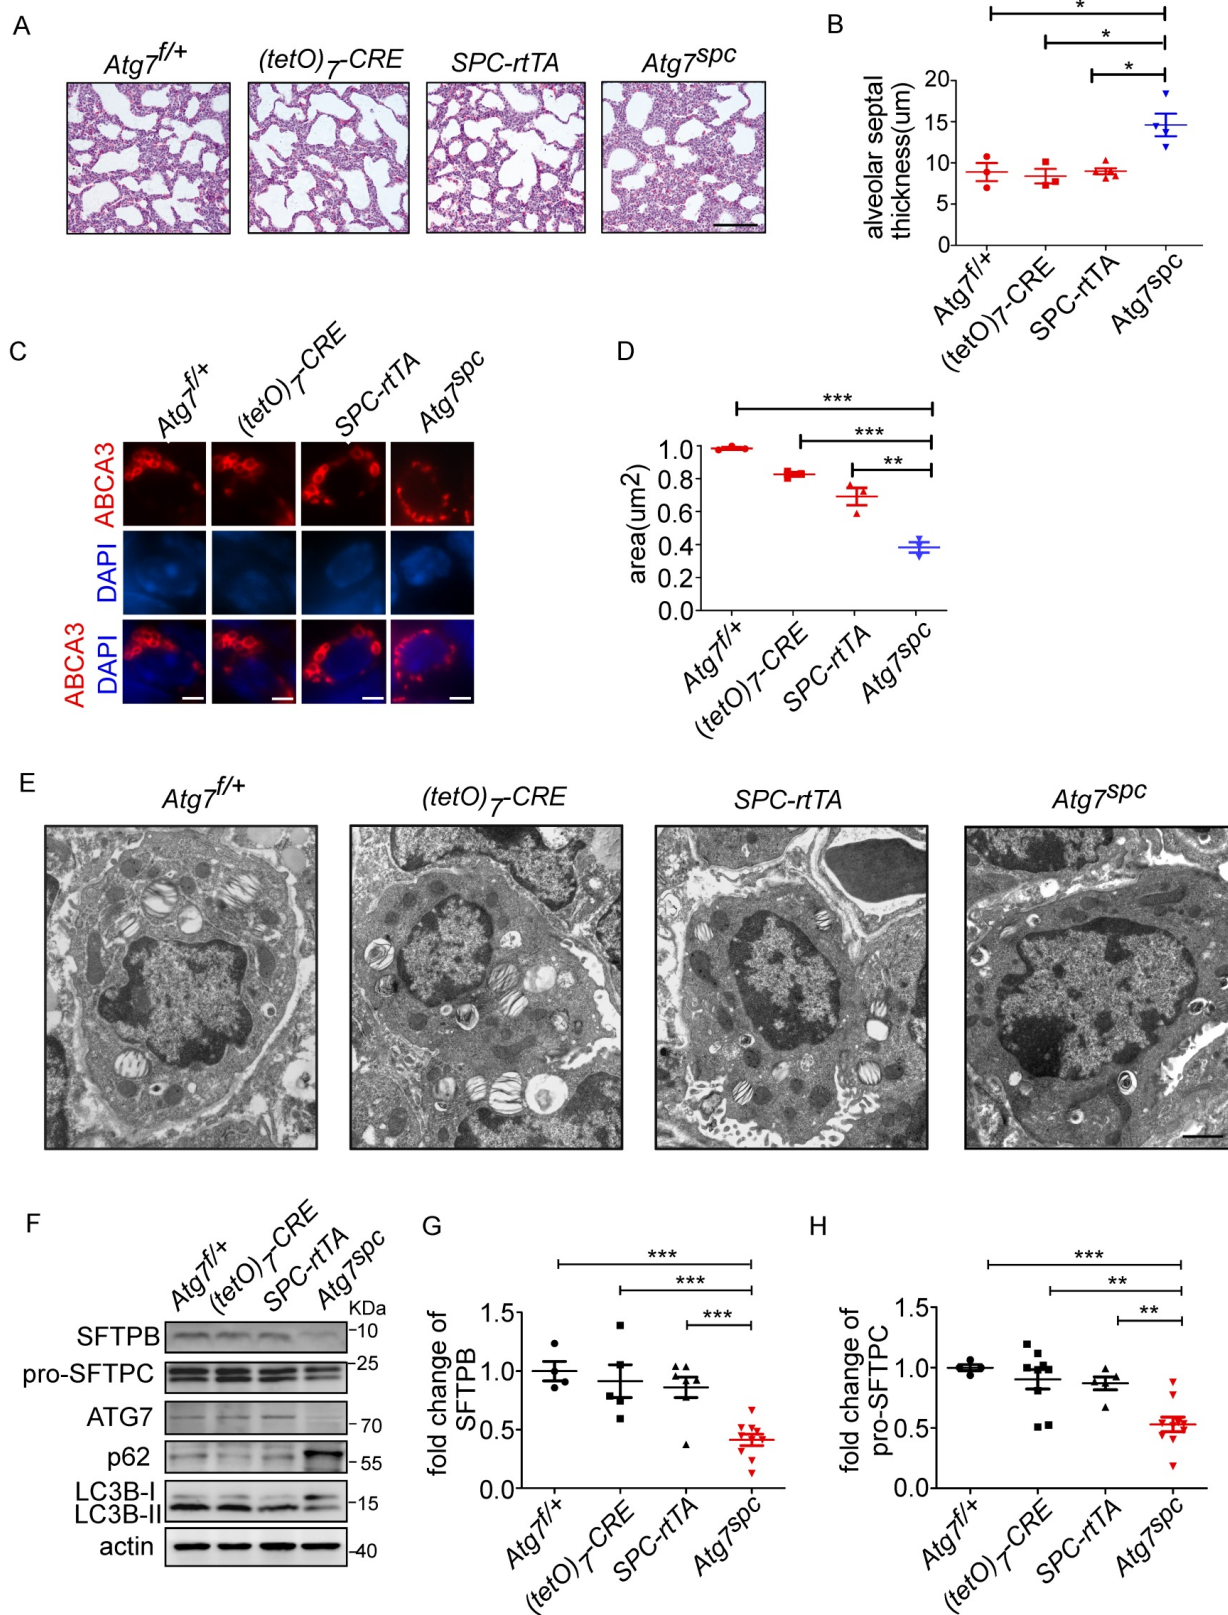 A
Atg7f/+
(tetO)7-CRE
SPC-rtTA
Atg7spc
B
*
*
*
alveolar septal
thickness(um)
20
15
10
5
0
Atg7f/+
(tetO)7-CRE
SPC-rtTA
Atg7spc
C
Atg7f/+
(tetO)7-CRE
SPC-rtTA
Atg7spc
ABCA3
DAPI
ABCA3
DAPI
D
***
***
**
area(um2)
1.0
0.8
0.6
0.4
0.2
0.0
Atg7f/+
(tetO)7-CRE
SPC-rtTA
Atg7spc
E
Atg7f/+
(tetO)7-CRE
SPC-rtTA
Atg7spc
F
Atg7f/+
(tetO)7-CRE
SPC-rtTA
Atg7spc
KDa
SFTPB
-10
pro-SFTPC
-25
ATG7
-70
p62
-55
LC3B-I
-15
LC3B-II
actin
-40
G
***
***
***
fold change of
SFTPB
1.5
1.0
0.5
0.0
Atg7f/+
(tetO)7-CRE
SPC-rtTA
Atg7spc
H
***
**
**
fold change of
pro-SFTPC
1.5
1.0
0.5
0.0
Atg7f/+
(tetO)7-CRE
SPC-rtTA
Atg7spc